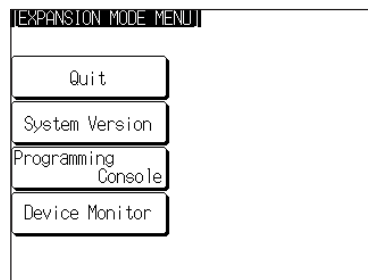 [EXPANSION MODE MENU]
Quit
System Version
Programming
Console
Device Monitor